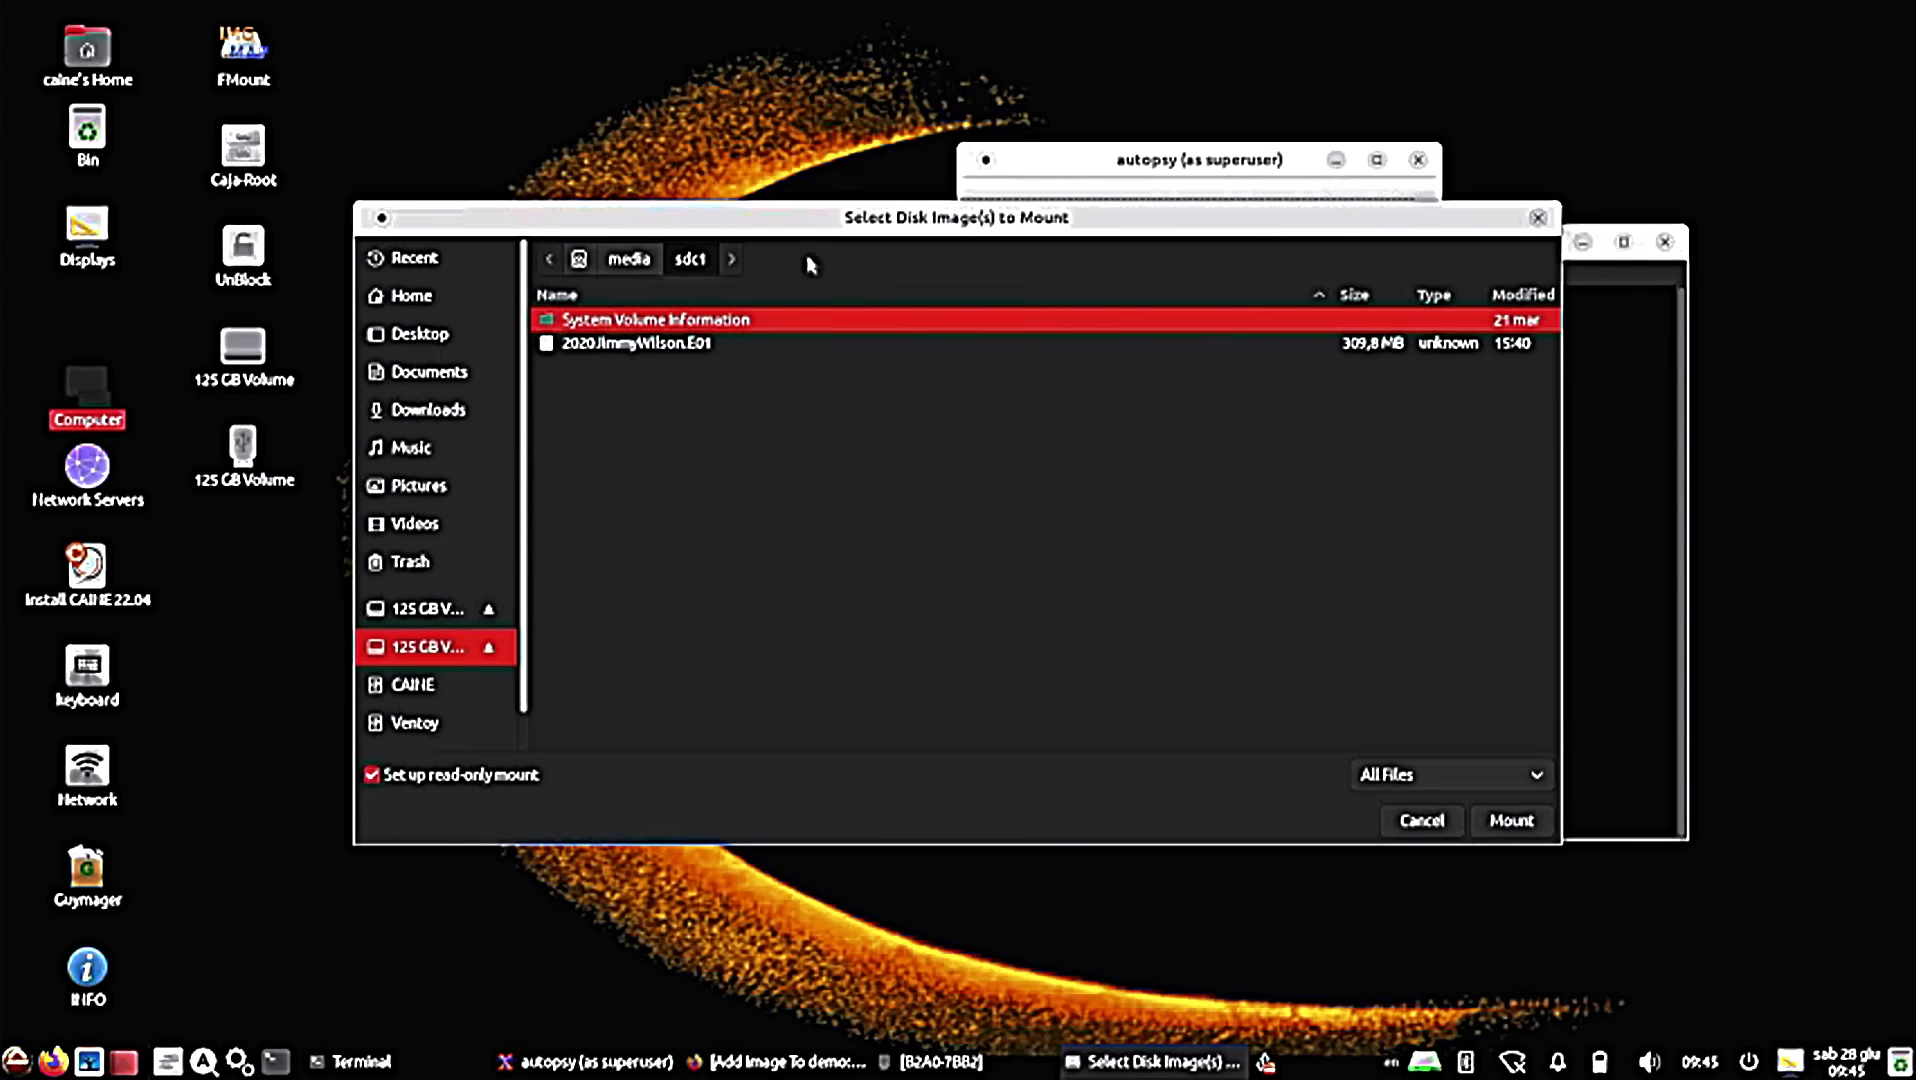 caine's Home
FMount
Bin
Caja-Root
Displays
UnBlock
125 GB Volume
Computer
125 GB Volume
Network Servers
Install CAINE 22.04
keyboard
Network
Guymager
INFO
autopsy (as superuser)
Select Disk Image(s) to Mount
Recent
Home
Desktop
Documents
Downloads
Music
Pictures
Videos
Trash
125 GB V...
125 GB V...
CAINE
Ventoy
media sdc1
Name Size Type Modified
System Volume Information 21 mar
2020JimmyWilson.E01 309,8 MB unknown 15:40
Set up read-only mount
All Files
Cancel Mount
Terminal
autopsy (as superuser)
[Add Image To demo:...
[B2A0-7BB2]
Select Disk Image(s) ...
en
09:45
sab 28 giu
09:45